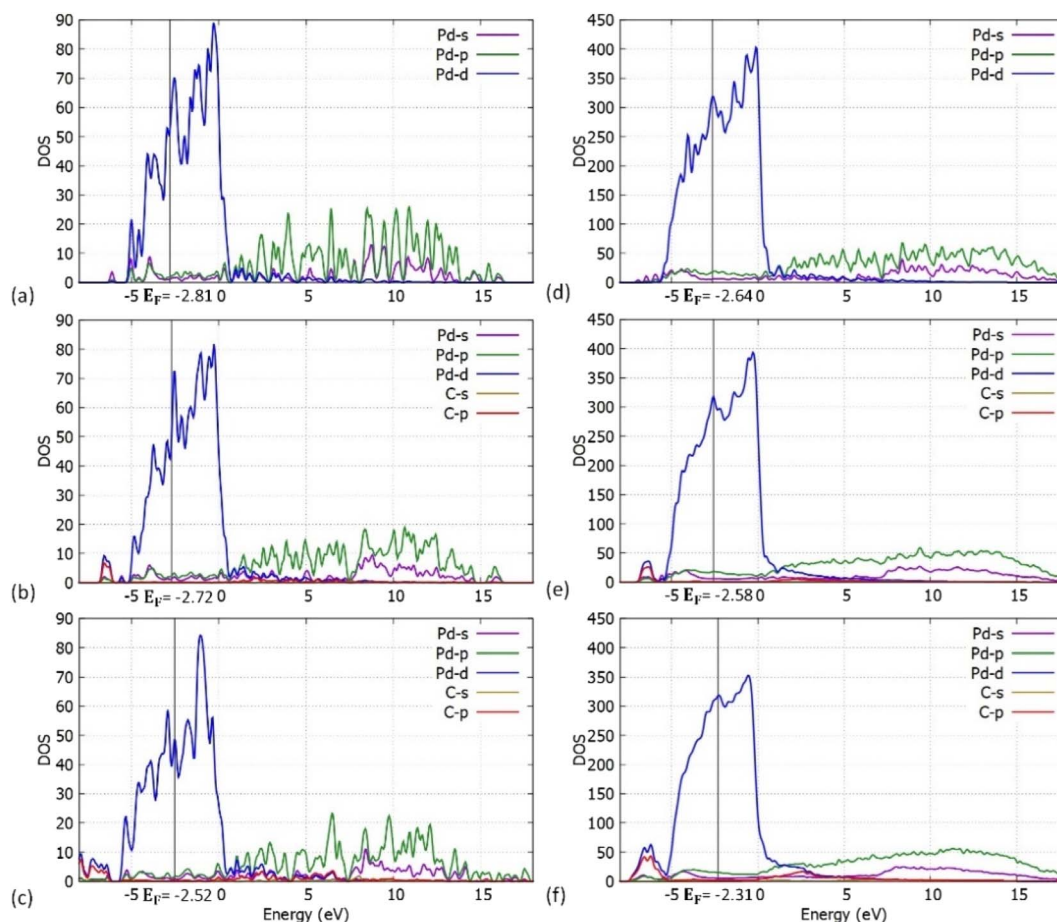 90
80
70
60
50
40
30
20
10
0
DOS
Pd-s
Pd-p
Pd-d
(a)
-5 E_F= -2.81 0 5 10 15
450
400
350
300
250
200
150
100
50
0
DOS
Pd-s
Pd-p
Pd-d
(d)
-5 E_F= -2.64 0 5 10 15
90
80
70
60
50
40
30
20
10
0
DOS
Pd-s
Pd-p
Pd-d
C-s
C-p
(b)
-5 E_F= -2.72 0 5 10 15
450
400
350
300
250
200
150
100
50
0
DOS
Pd-s
Pd-p
Pd-d
C-s
C-p
(e)
-5 E_F= -2.58 0 5 10 15
90
80
70
60
50
40
30
20
10
0
DOS
Pd-s
Pd-p
Pd-d
C-s
C-p
(c)
-5 E_F= -2.52 0 5 10 15
Energy (eV)
450
400
350
300
250
200
150
100
50
0
DOS
Pd-s
Pd-p
Pd-d
C-s
C-p
(f)
-5 E_F= -2.31 0 5 10 15
Energy (eV)